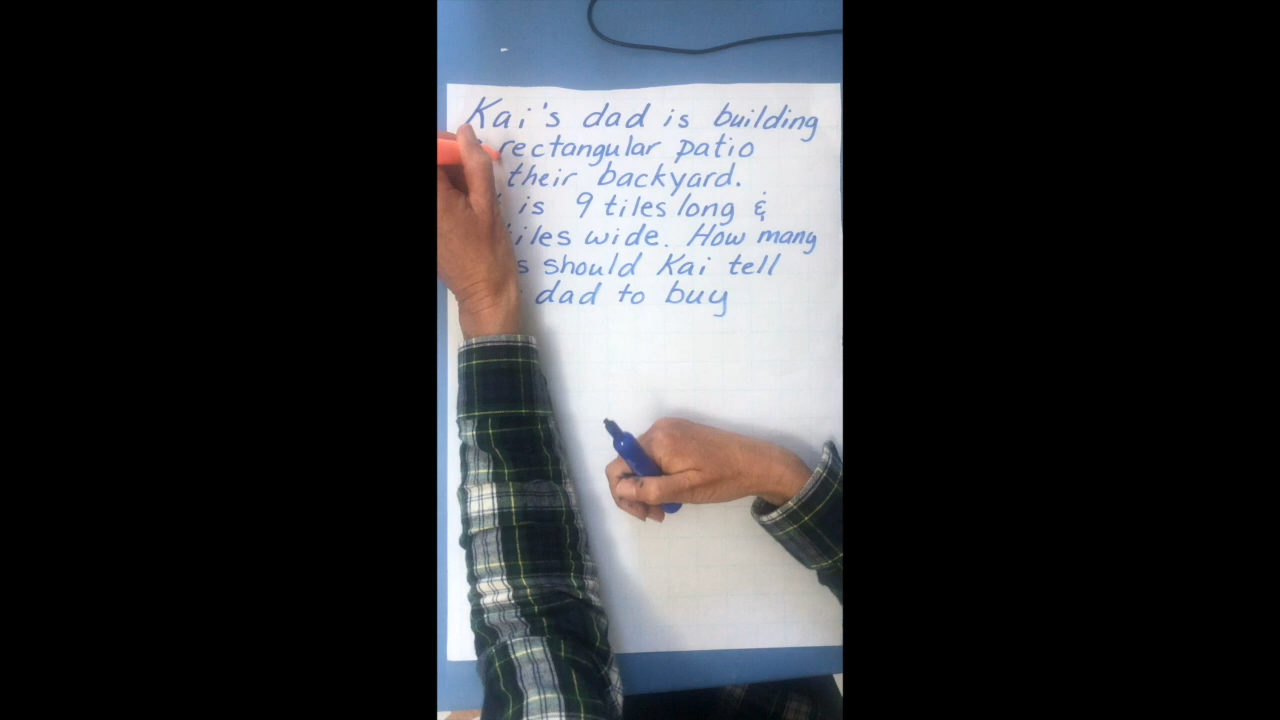 Kai's dad is building
rectangular patio
their backyard.
is 9 tiles long &
tiles wide. How many
should Kai tell
dad to buy